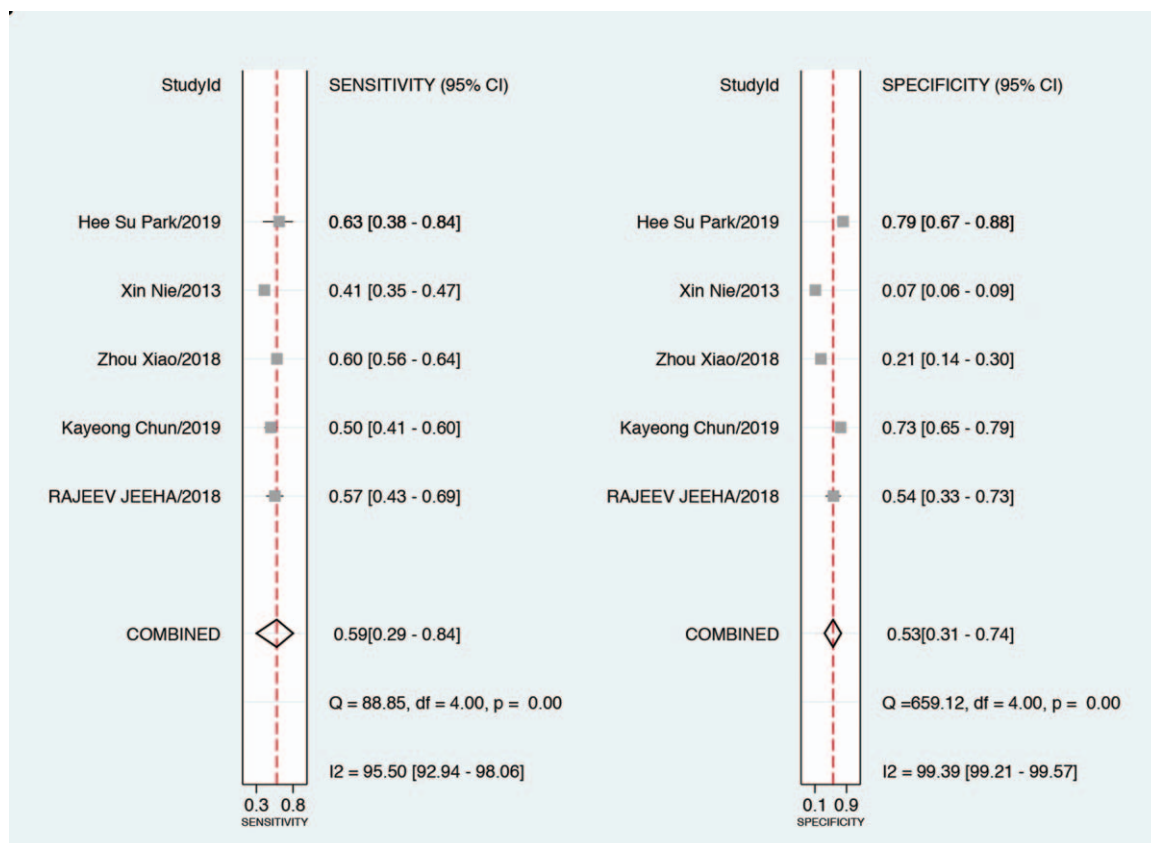 StudyId SENSITIVITY (95% CI)
Hee Su Park/2019 0.63 [0.38 - 0.84]
Xin Nie/2013 0.41 [0.35 - 0.47]
Zhou Xiao/2018 0.60 [0.56 - 0.64]
Kayeong Chun/2019 0.50 [0.41 - 0.60]
RAJEEV JEEHA/2018 0.57 [0.43 - 0.69]
COMBINED 0.59[0.29 - 0.84]
Q = 88.85, df = 4.00, p = 0.00
I2 = 95.50 [92.94 - 98.06]
0.3 0.8
SENSITIVITY
StudyId SPECIFICITY (95% CI)
Hee Su Park/2019 0.79 [0.67 - 0.88]
Xin Nie/2013 0.07 [0.06 - 0.09]
Zhou Xiao/2018 0.21 [0.14 - 0.30]
Kayeong Chun/2019 0.73 [0.65 - 0.79]
RAJEEV JEEHA/2018 0.54 [0.33 - 0.73]
COMBINED 0.53[0.31 - 0.74]
Q =659.12, df = 4.00, p = 0.00
I2 = 99.39 [99.21 - 99.57]
0.1 0.9
SPECIFICITY